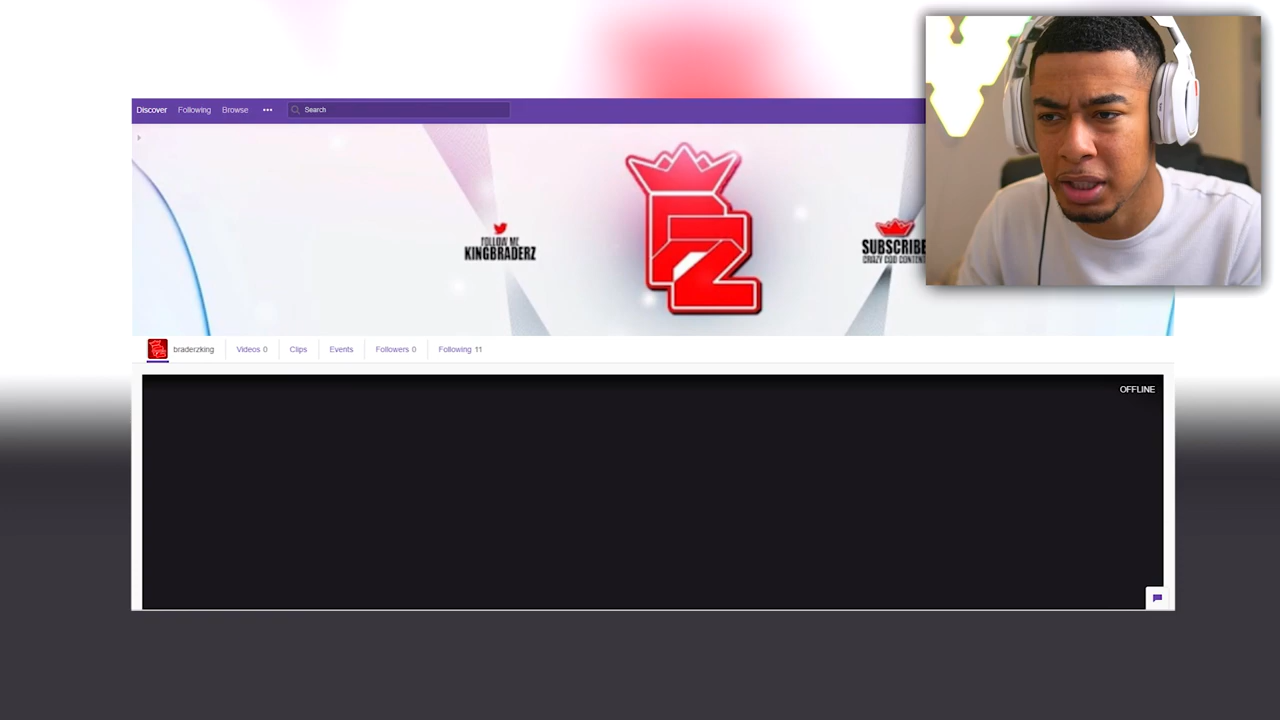 Discover Following Browse ••• Search
FOLLOW ME
KINGBRADERZ
SUBSCRIBE
CRAZY COD CONTENT
braderzking Videos 0 Clips Events Followers 0 Following 11
OFFLINE